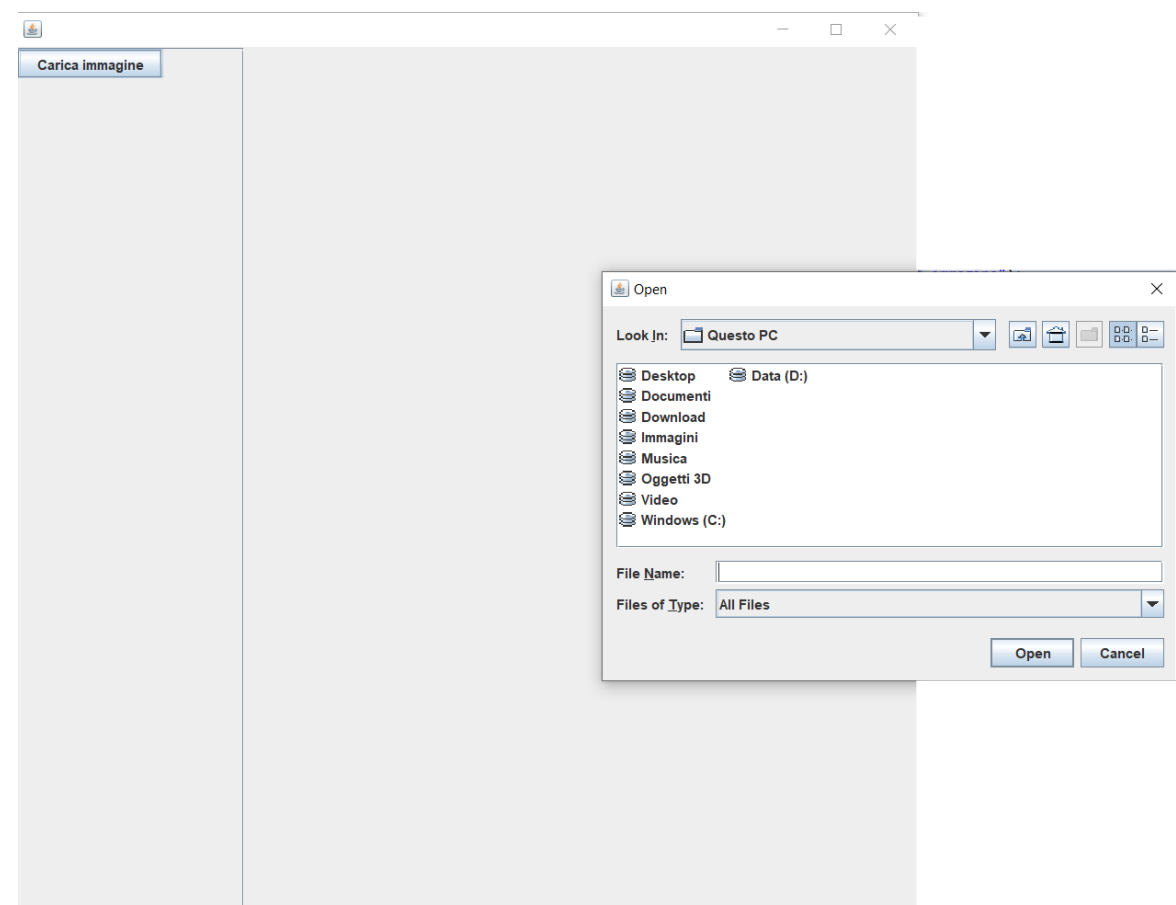 Carica immagine
Open
Look In: Questo PC
Desktop Data (D:)
Documenti
Download
Immagini
Musica
Oggetti 3D
Video
Windows (C:)
File Name:
Files of Type: All Files
Open Cancel